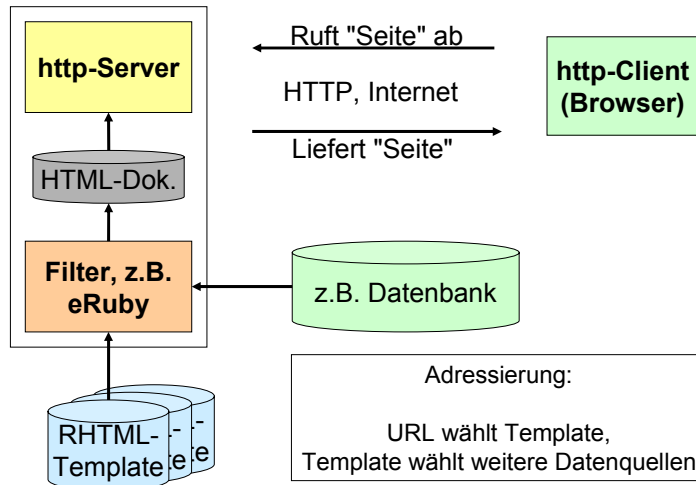 Ruft "Seite" ab
http-Server
HTTP, Internet
http-Client
(Browser)
Liefert "Seite"
HTML-Dok.
Filter, z.B.
eRuby
z.B. Datenbank
Adressierung:
URL wählt Template,
Template wählt weitere Datenquellen
RHTML-
Template